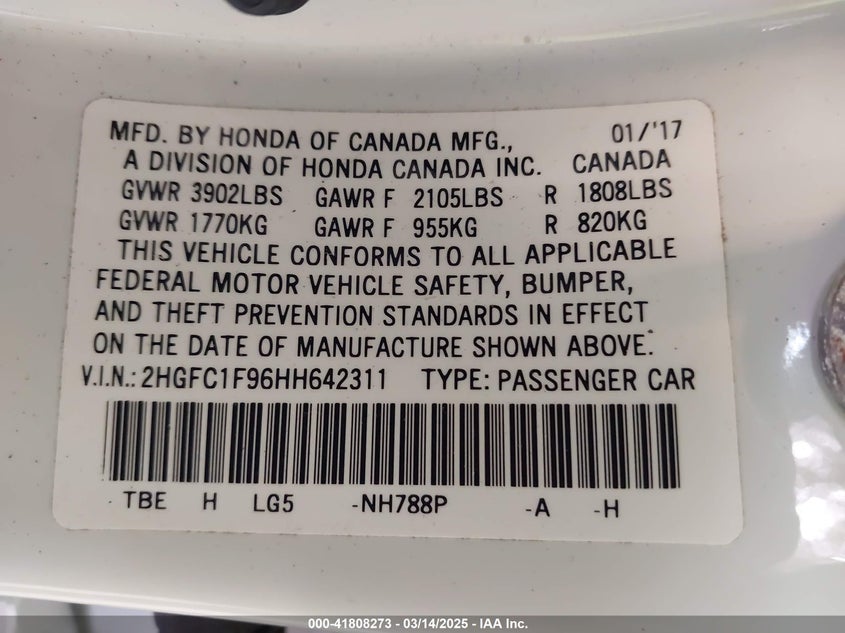 MFD. BY HONDA OF CANADA MFG., 01/'17
A DIVISION OF HONDA CANADA INC. CANADA
GVWR 3902LBS GAWR F 2105LBS R 1808LBS
GVWR 1770KG GAWR F 955KG R 820KG
THIS VEHICLE CONFORMS TO ALL APPLICABLE
FEDERAL MOTOR VEHICLE SAFETY, BUMPER,
AND THEFT PREVENTION STANDARDS IN EFFECT
ON THE DATE OF MANUFACTURE SHOWN ABOVE.
V.I.N.: 2HGFC1F96HH642311 TYPE: PASSENGER CAR
TBE H LG5 -NH788P -A -H
000-41808273 - 03/14/2025 - IAA Inc.